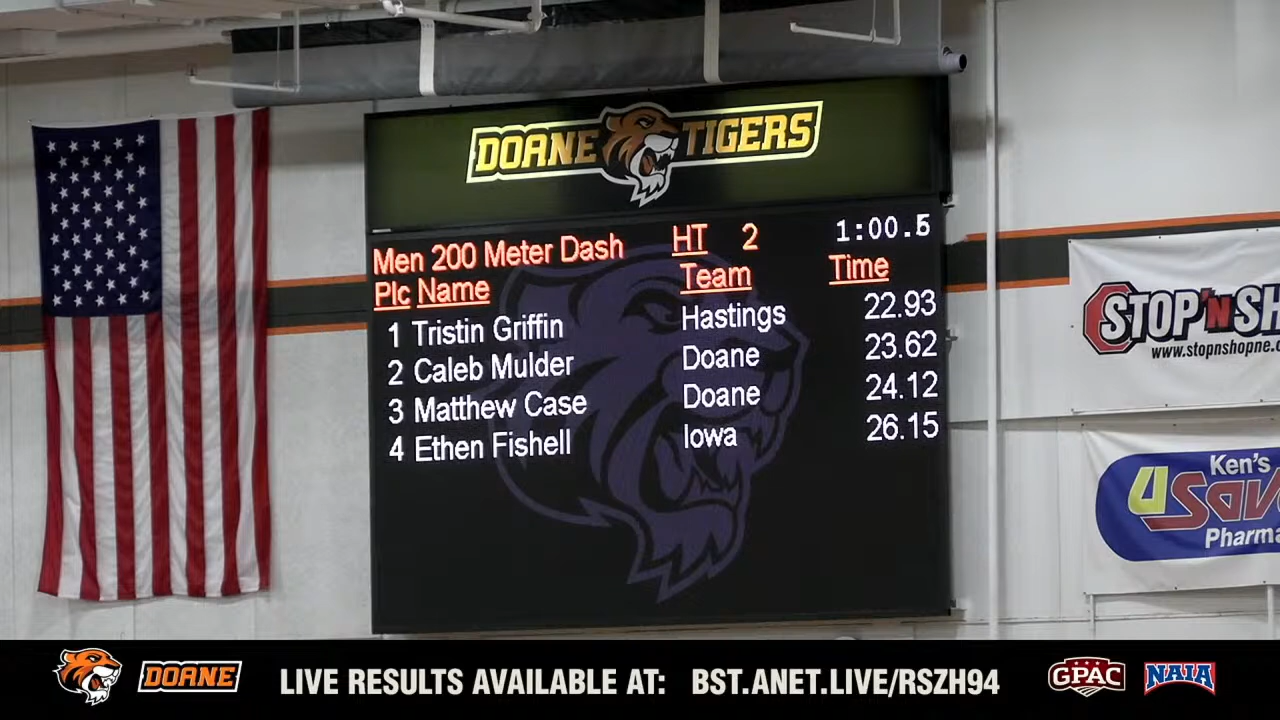 DOANE TIGERS
Men 200 Meter Dash HT 2 1:00.5
Plc Name Team Time
1 Tristin Griffin Hastings 22.93
2 Caleb Mulder Doane 23.62
3 Matthew Case Doane 24.12
4 Ethen Fishell Iowa 26.15
STOP'N SH
www.stopnshopne.c
Ken's
USav
Pharma
DOANE LIVE RESULTS AVAILABLE AT: BST.ANET.LIVE/RSZH94 GPAC NAIA